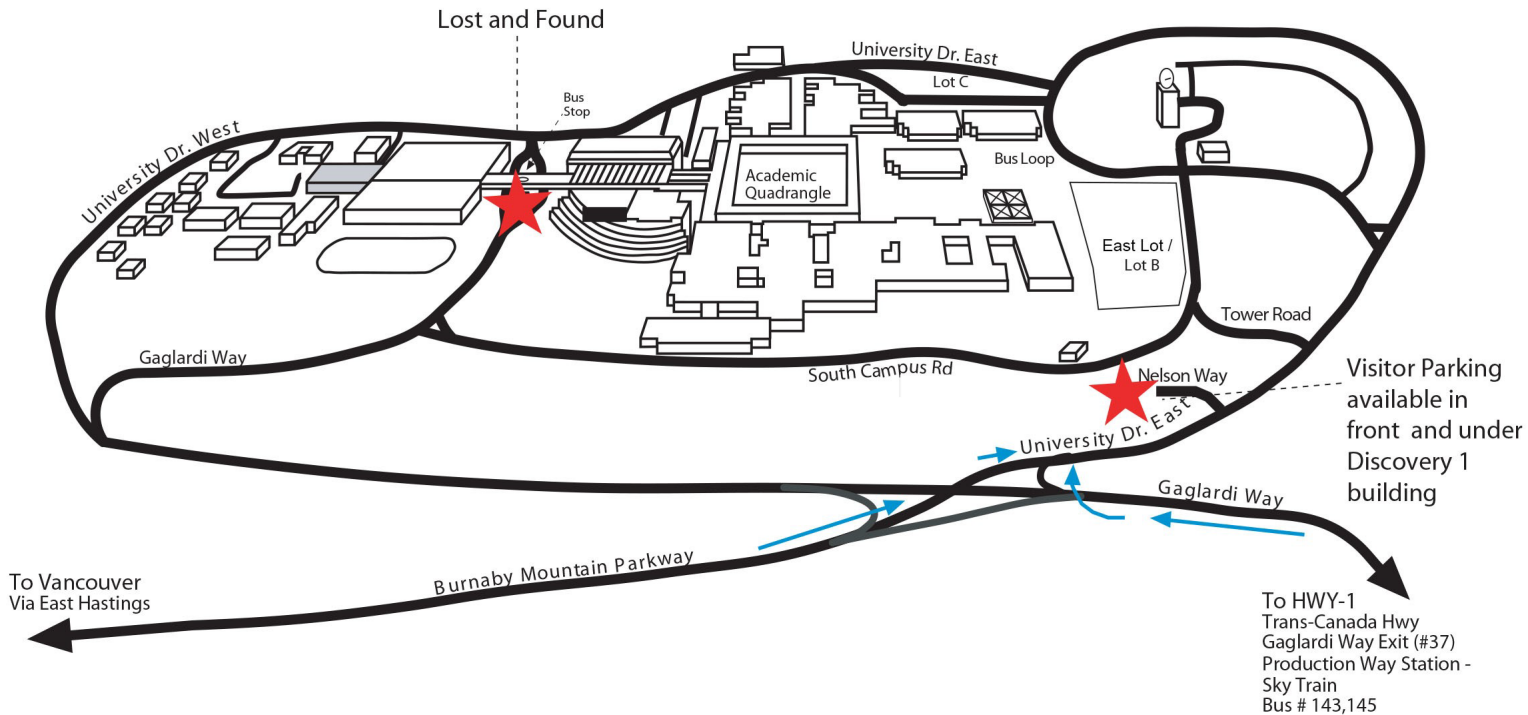 Lost and Found
University Dr. East
Lot C
Bus
Stop
University Dr. West
Bus Loop
Academic
Quadrangle
East Lot /
Lot B
Tower Road
Gaglardi Way
South Campus Rd
Nelson Way
Visitor Parking
available in
front and under
Discovery 1
building
University Dr. East
Gaglardi Way
Burnaby Mountain Parkway
To Vancouver
Via East Hastings
To HWY-1
Trans-Canada Hwy
Gaglardi Way Exit (#37)
Production Way Station -
Sky Train
Bus # 143,145